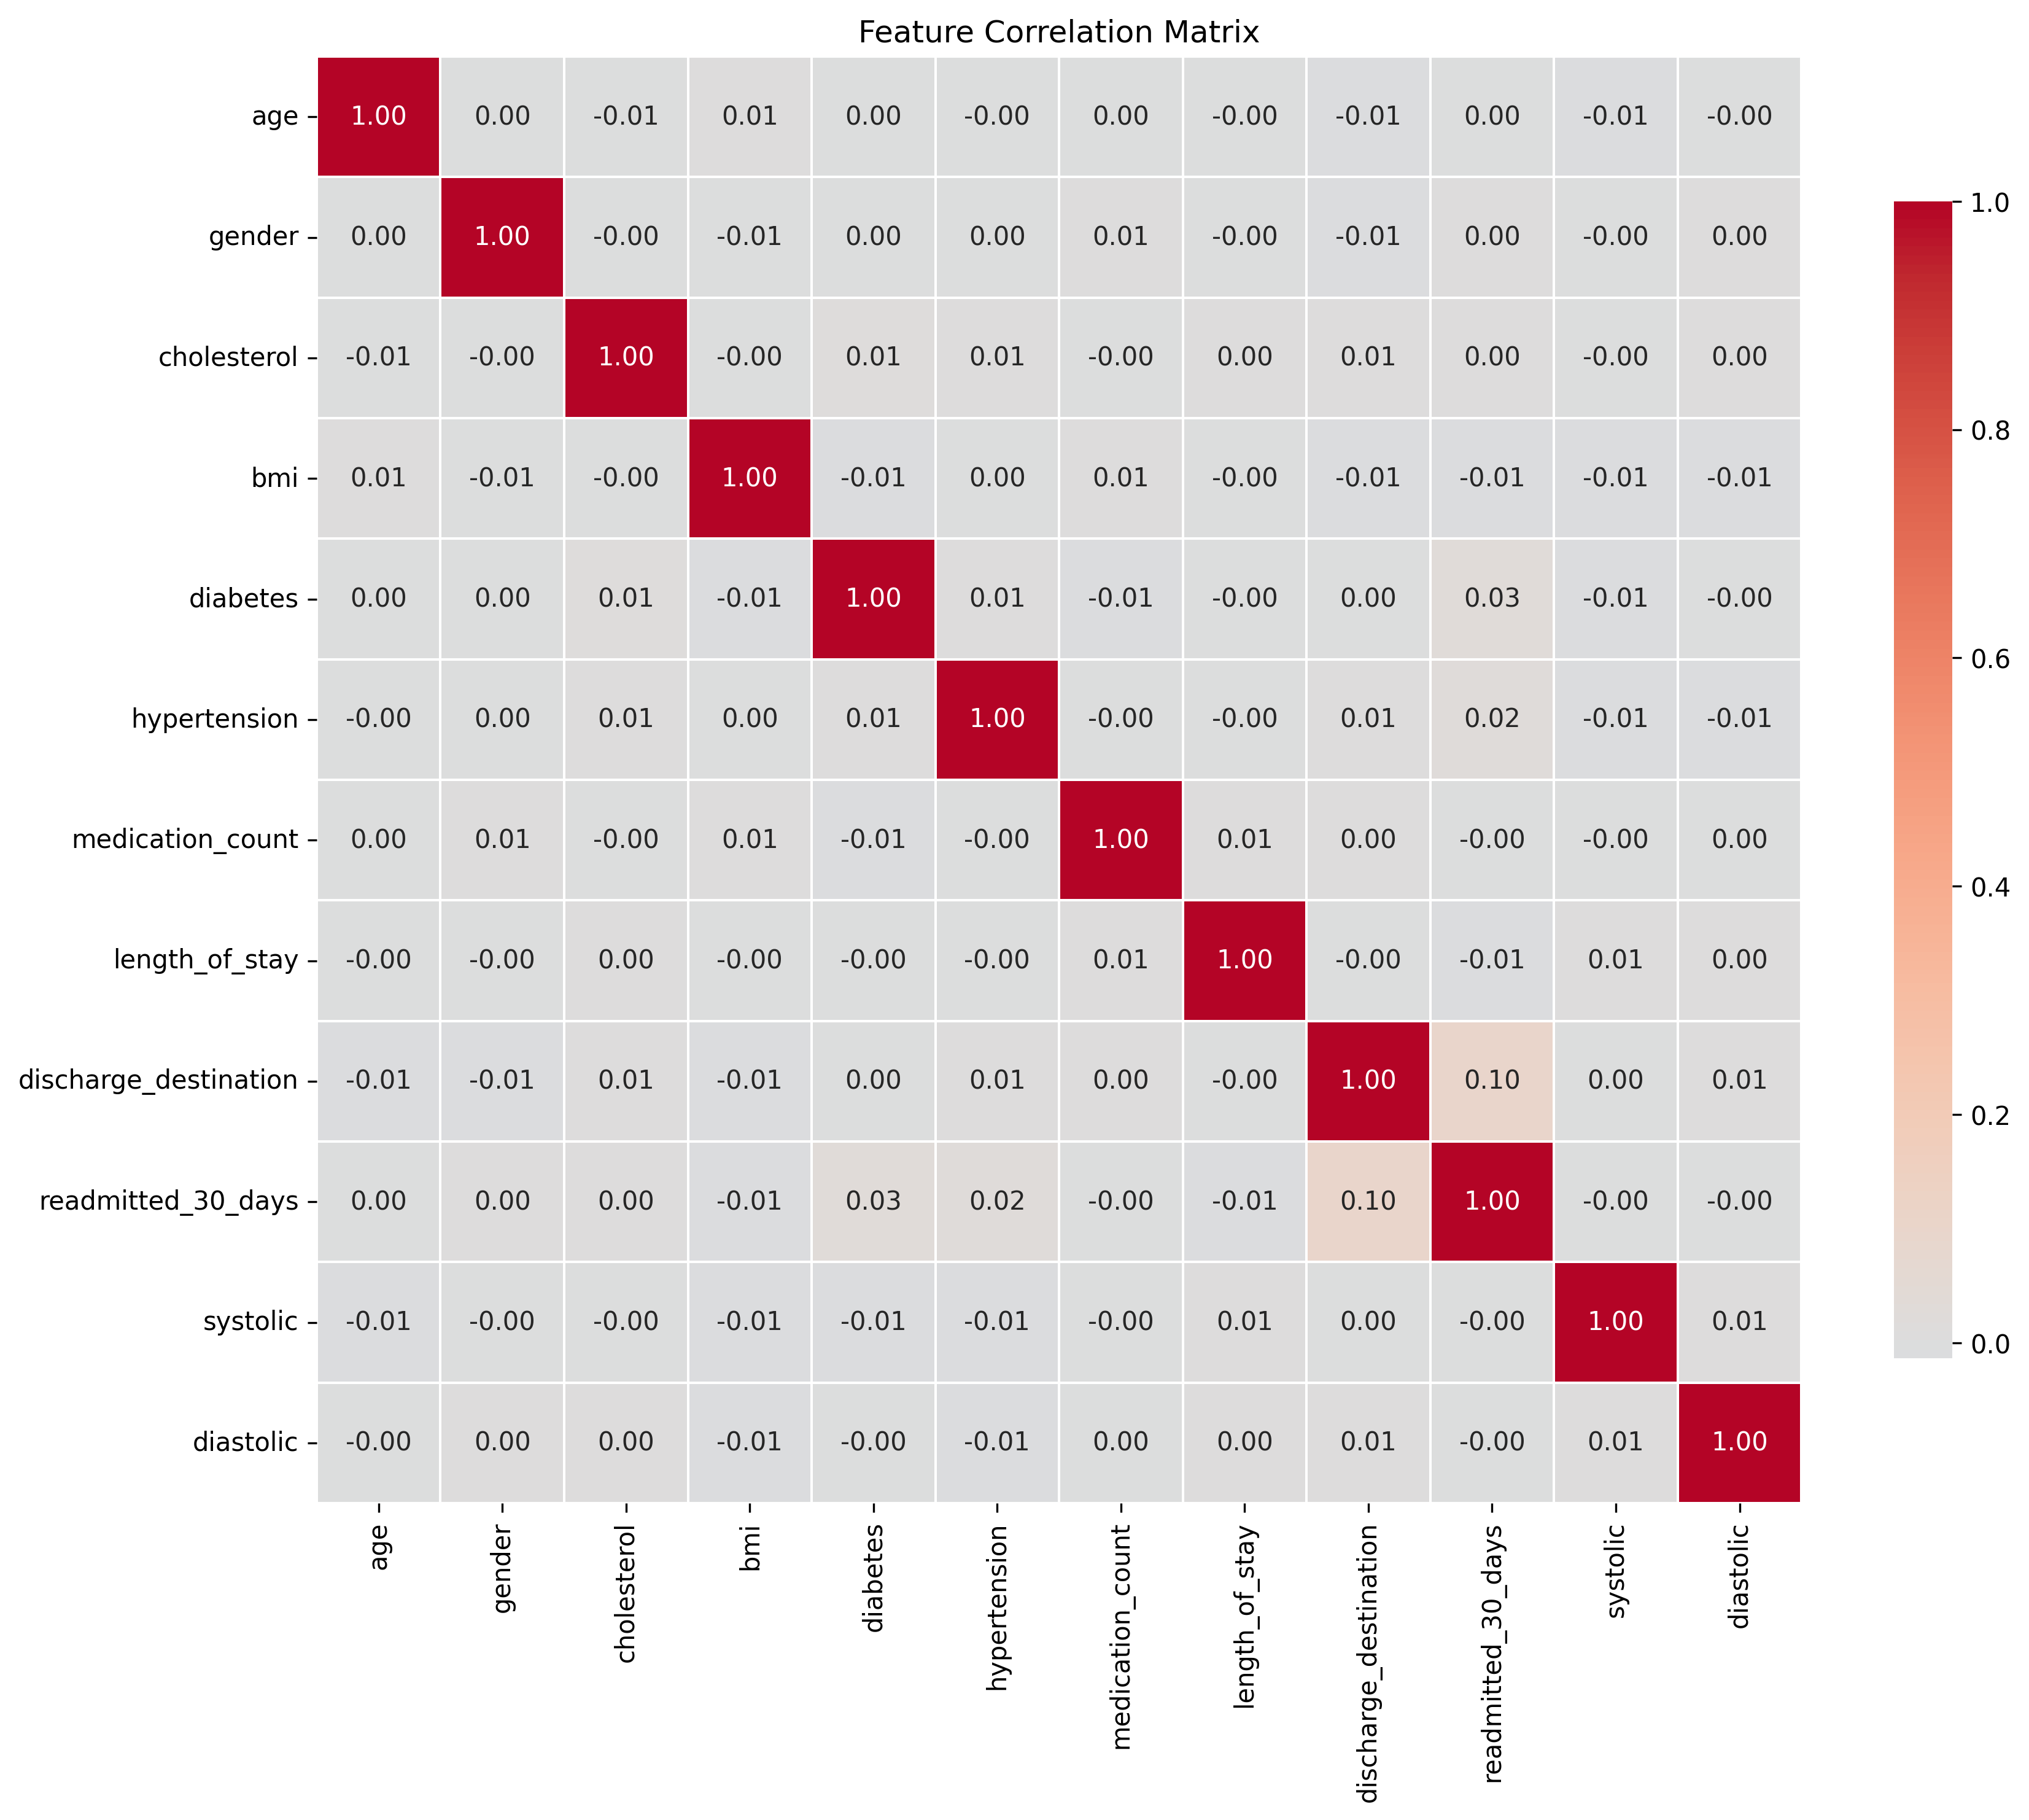 Feature Correlation Matrix
age 1.00 0.00 -0.01 0.01 0.00 -0.00 0.00 -0.00 -0.01 0.00 -0.01 -0.00
gender 0.00 1.00 -0.00 -0.01 0.00 0.00 0.01 -0.00 -0.01 0.00 -0.00 0.00
cholesterol -0.01 -0.00 1.00 -0.00 0.01 0.01 -0.00 0.00 0.01 0.00 -0.00 0.00
bmi 0.01 -0.01 -0.00 1.00 -0.01 0.00 0.01 -0.00 -0.01 -0.01 -0.01 -0.01
diabetes 0.00 0.00 0.01 -0.01 1.00 0.01 -0.01 -0.00 0.00 0.03 -0.01 -0.00
hypertension -0.00 0.00 0.01 0.00 0.01 1.00 -0.00 -0.00 0.01 0.02 -0.01 -0.01
medication_count 0.00 0.01 -0.00 0.01 -0.01 -0.00 1.00 0.01 0.00 -0.00 -0.00 0.00
length_of_stay -0.00 -0.00 0.00 -0.00 -0.00 -0.00 0.01 1.00 -0.00 -0.01 0.01 0.00
discharge_destination -0.01 -0.01 0.01 -0.01 0.00 0.01 0.00 -0.00 1.00 0.10 0.00 0.01
readmitted_30_days 0.00 0.00 0.00 -0.01 0.03 0.02 -0.00 -0.01 0.10 1.00 -0.00 -0.00
systolic -0.01 -0.00 -0.00 -0.01 -0.01 -0.01 -0.00 0.01 0.00 -0.00 1.00 0.01
diastolic -0.00 0.00 0.00 -0.01 -0.00 -0.01 0.00 0.00 0.01 -0.00 0.01 1.00
age
gender
cholesterol
bmi
diabetes
hypertension
medication_count
length_of_stay
discharge_destination
readmitted_30_days
systolic
diastolic
1.0
0.8
0.6
0.4
0.2
0.0